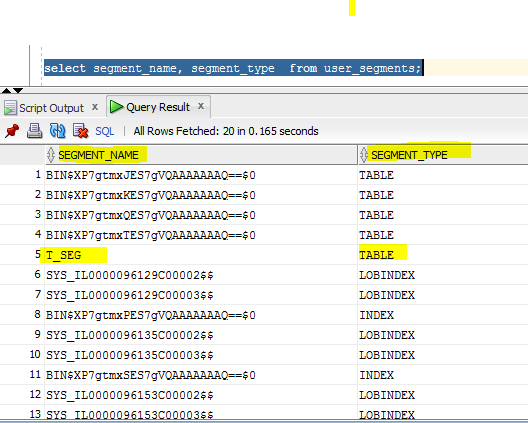 select segment_name, segment_type  from user_segments;
Script Output x Query Result x
SQL | All Rows Fetched: 20 in 0.165 seconds
SEGMENT_NAME SEGMENT_TYPE
1 BIN$XP7gtmxJES7gVQAAAAAAAQ==$0 TABLE
2 BIN$XP7gtmxKES7gVQAAAAAAAQ==$0 TABLE
3 BIN$XP7gtmxQES7gVQAAAAAAAQ==$0 TABLE
4 BIN$XP7gtmxTES7gVQAAAAAAAQ==$0 TABLE
5 T_SEG TABLE
6 SYS_IL0000096129C00002$$ LOBINDEX
7 SYS_IL0000096129C00003$$ LOBINDEX
8 BIN$XP7gtmxPES7gVQAAAAAAAQ==$0 INDEX
9 SYS_IL0000096135C00002$$ LOBINDEX
10 SYS_IL0000096135C00003$$ LOBINDEX
11 BIN$XP7gtmxSES7gVQAAAAAAAQ==$0 INDEX
12 SYS_IL0000096153C00002$$ LOBINDEX
13 SYS_IL0000096153C00003$$ LOBINDEX